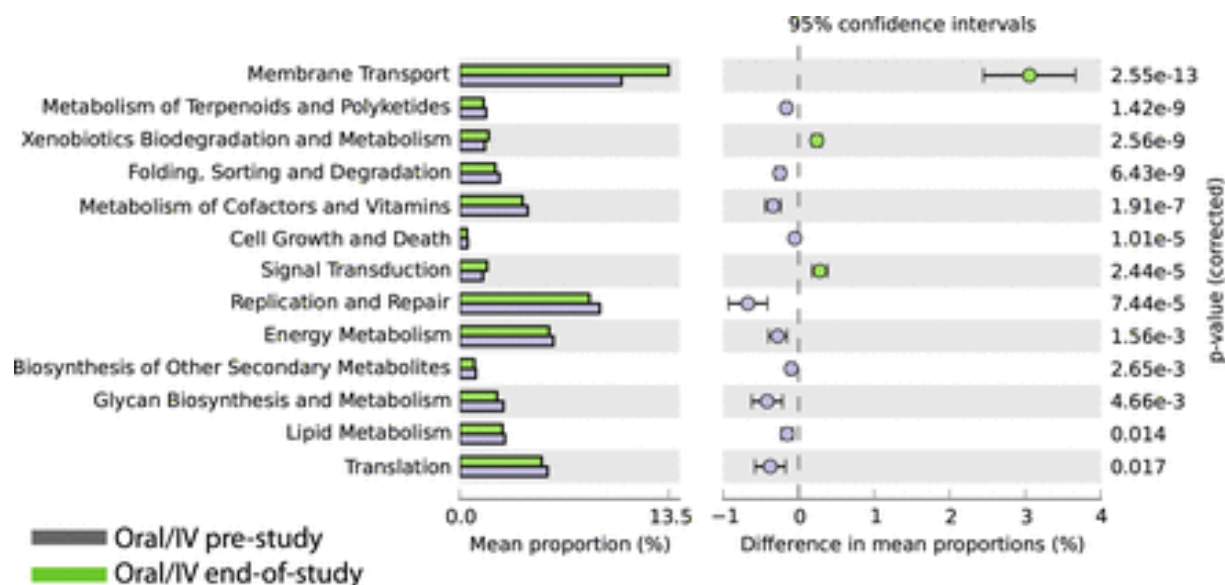 95% confidence intervals
Membrane Transport 2.55e-13
Metabolism of Terpenoids and Polyketides 1.42e-9
Xenobiotics Biodegradation and Metabolism 2.56e-9
Folding, Sorting and Degradation 6.43e-9
Metabolism of Cofactors and Vitamins 1.91e-7
Cell Growth and Death 1.01e-5
Signal Transduction 2.44e-5
Replication and Repair 7.44e-5
Energy Metabolism 1.56e-3
Biosynthesis of Other Secondary Metabolites 2.65e-3
Glycan Biosynthesis and Metabolism 4.66e-3
Lipid Metabolism 0.014
Translation 0.017
p-value (corrected)
0.0 13.5 −1 0 1 2 3 4
Mean proportion (%) Difference in mean proportions (%)
Oral/IV pre-study
Oral/IV end-of-study